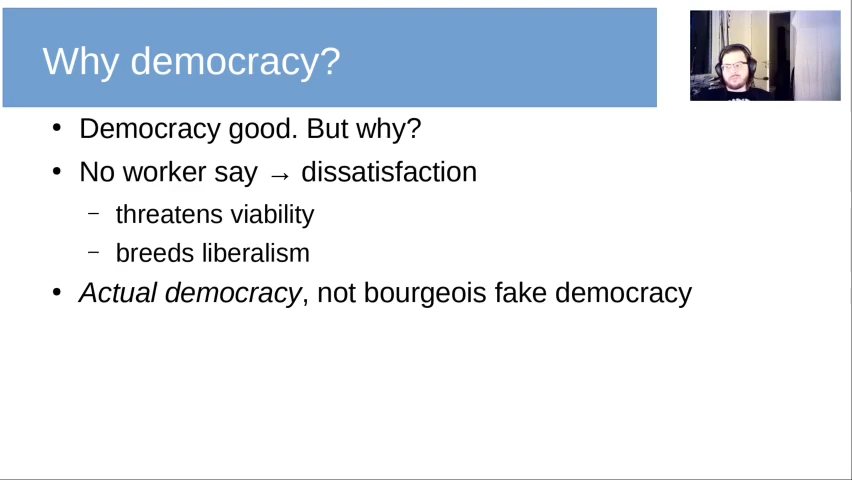 Why democracy?
• Democracy good. But why?
• No worker say → dissatisfaction
– threatens viability
– breeds liberalism
• Actual democracy, not bourgeois fake democracy